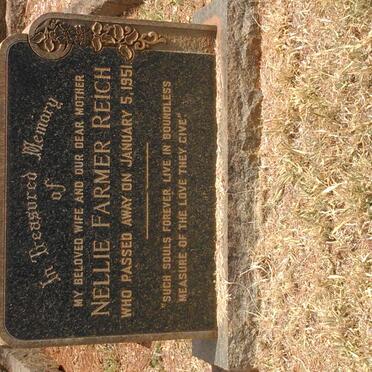 In Treasured Memory
of
MY BELOVED WIFE AND OUR DEAR MOTHER
NELLIE FARMER REICH
WHO PASSED AWAY ON JANUARY 5, 1951
"SUCH SOULS FOREVER LIVE IN BOUNDLESS
MEASURE OF THE LOVE THEY GIVE"